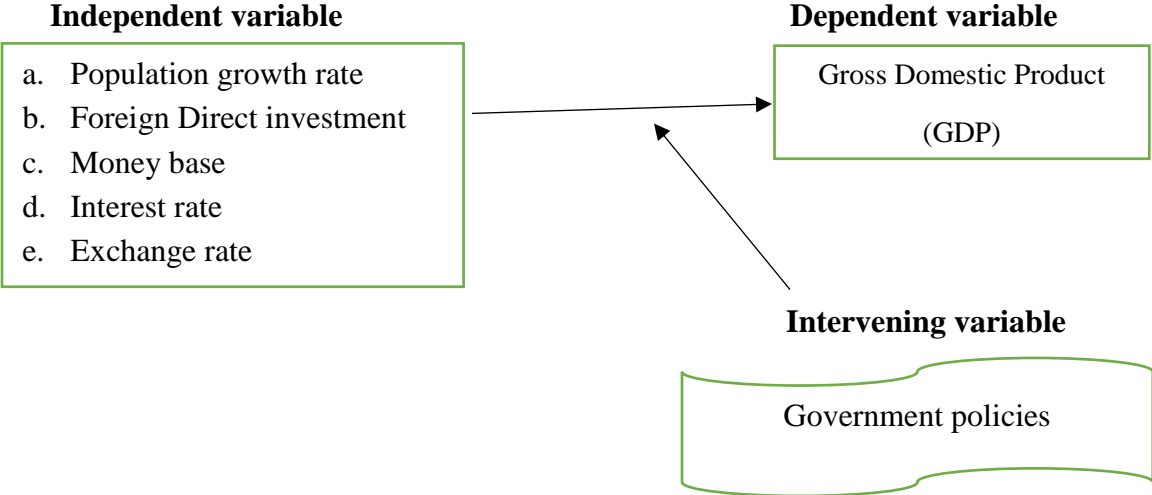 Independent variable
a. Population growth rate
b. Foreign Direct investment
c. Money base
d. Interest rate
e. Exchange rate
Dependent variable
Gross Domestic Product
(GDP)
Intervening variable
Government policies